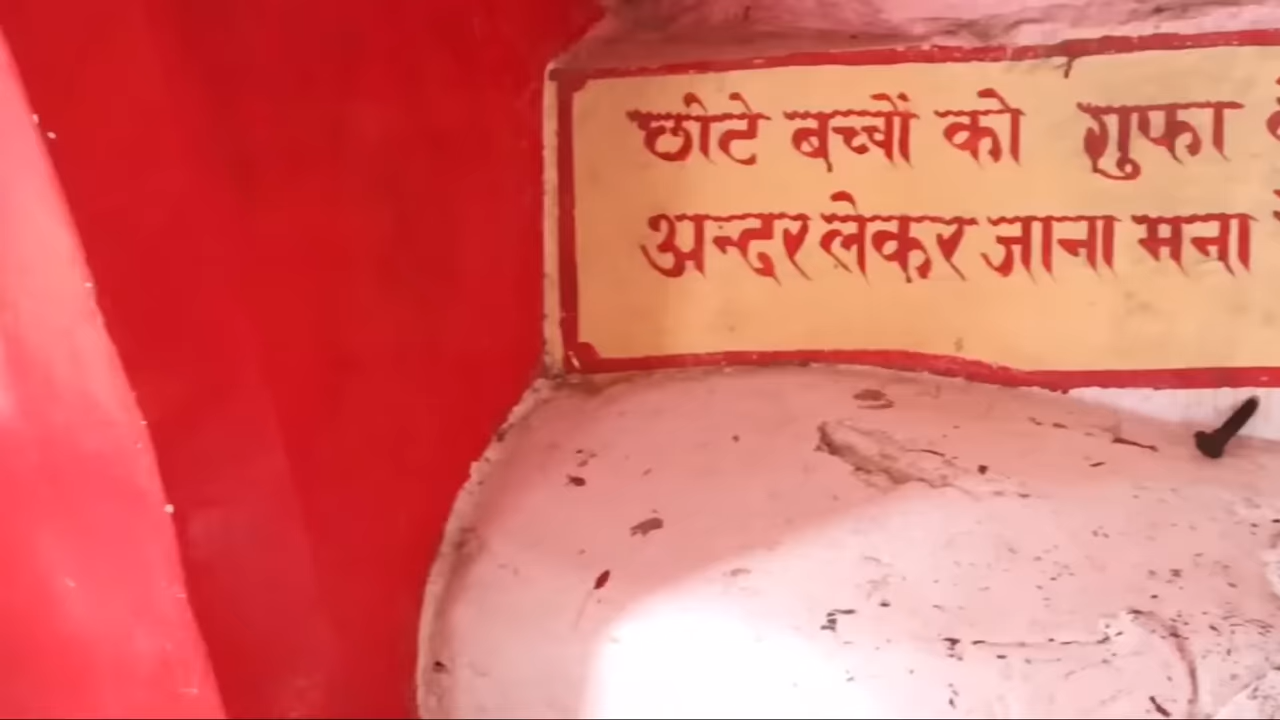 छोटे बच्चों को गुफा
अन्दर लेकर जाना मना